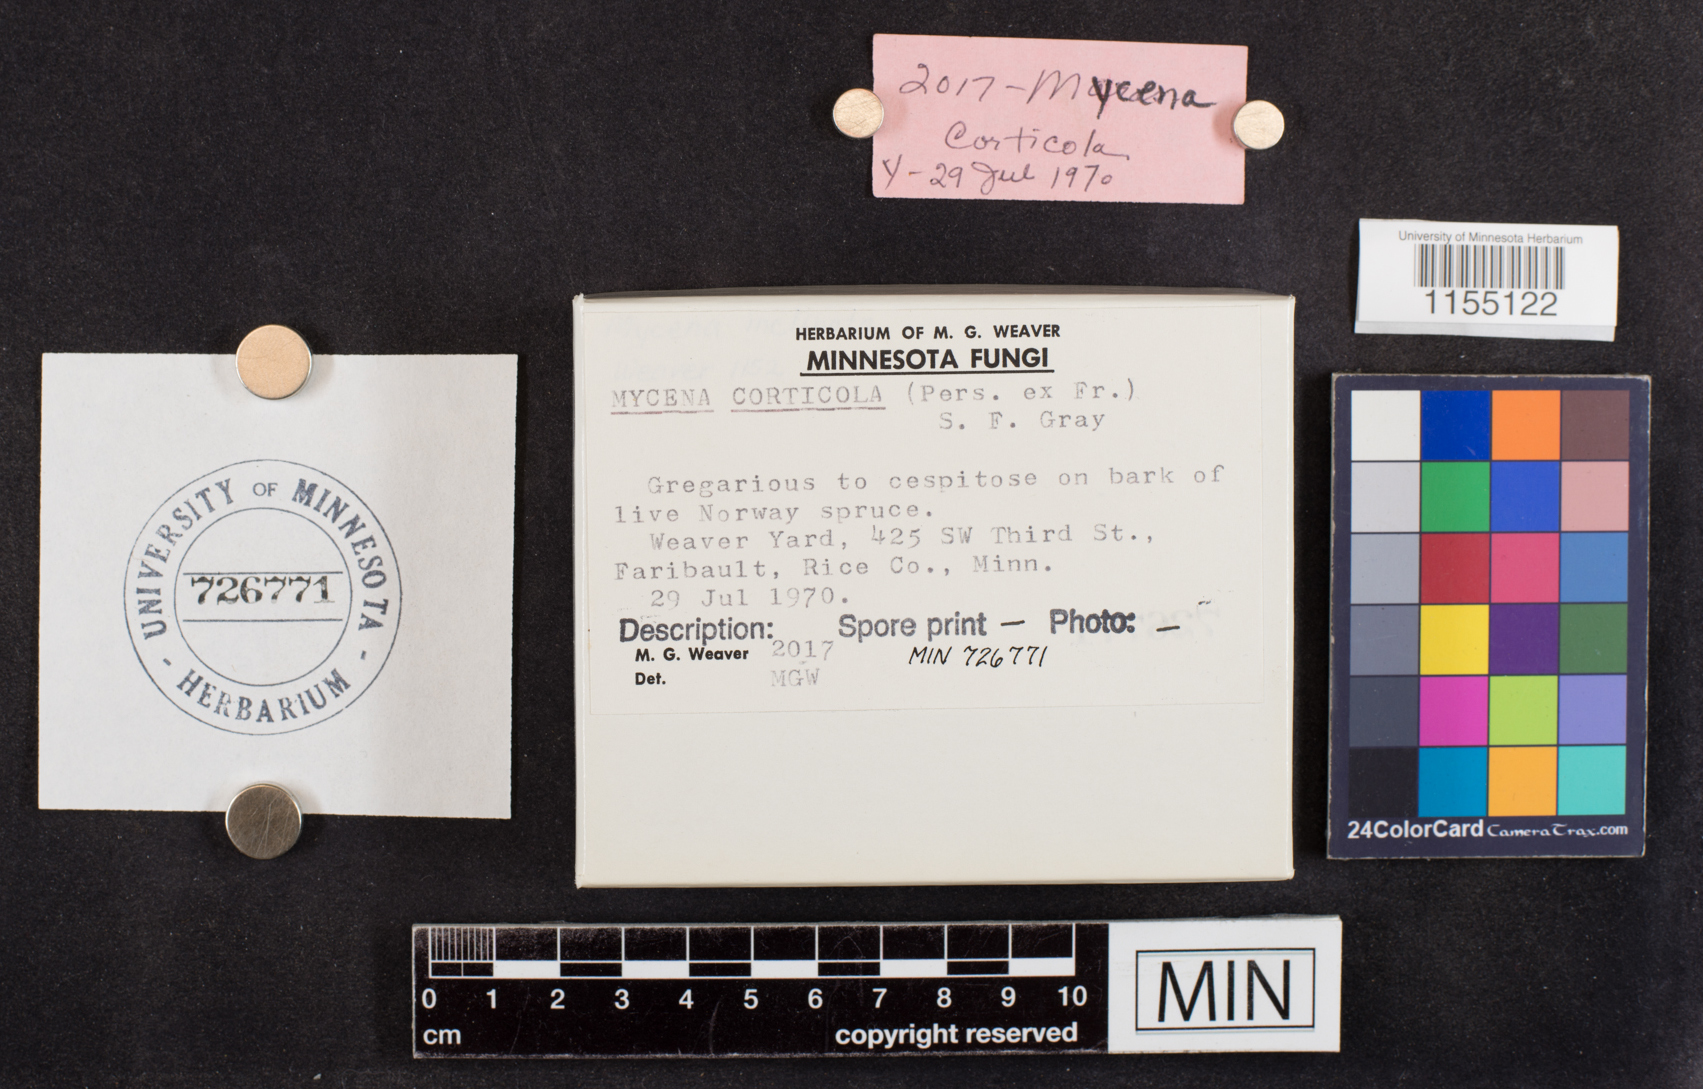 2017 - Mycena
Corticola
Y - 29 Jul 1970
University of Minnesota Herbarium
1155122
HERBARIUM OF M. G. WEAVER
MINNESOTA FUNGI
MYCENA CORTICOLA (Pers. ex Fr.)
S. F. Gray
Gregarious to cespitose on bark of
live Norway spruce.
Weaver Yard, 425 SW Third St.,
Faribault, Rice Co., Minn.
29 Jul 1970.
Description: Spore print — Photo: —
M. G. Weaver 2017 MIN 726771
Det. MGW
UNIVERSITY OF MINNESOTA
726771
- HERBARIUM -
24ColorCard CameraTrax.com
0 1 2 3 4 5 6 7 8 9 10
cm copyright reserved
MIN